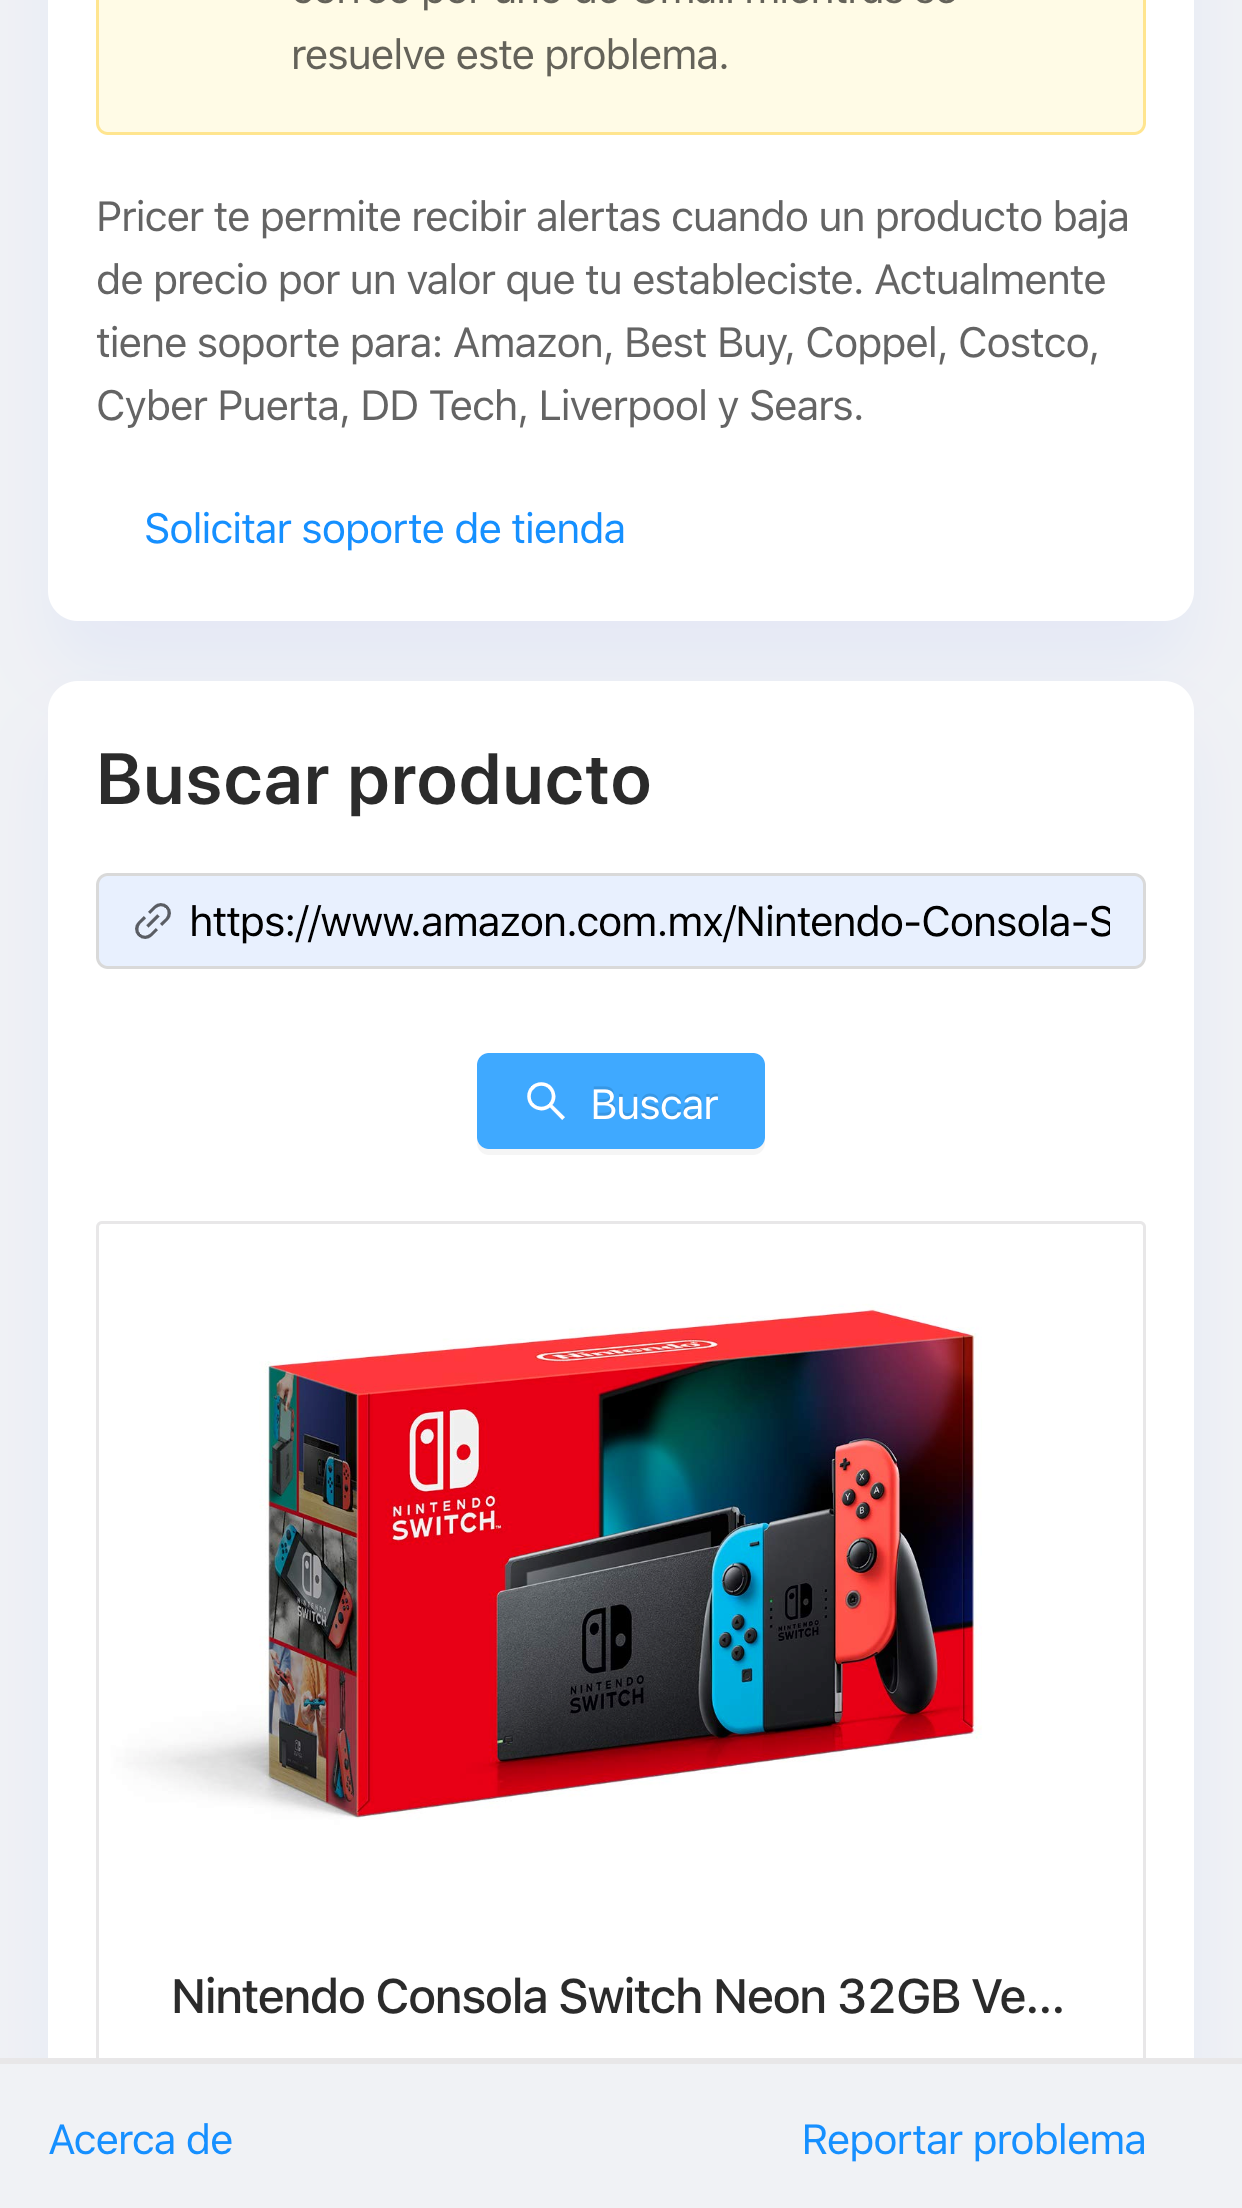 resuelve este problema.
Pricer te permite recibir alertas cuando un producto baja
de precio por un valor que tu estableciste. Actualmente
tiene soporte para: Amazon, Best Buy, Coppel, Costco,
Cyber Puerta, DD Tech, Liverpool y Sears.
Solicitar soporte de tienda
Buscar producto
https://www.amazon.com.mx/Nintendo-Consola-S
Buscar
Nintendo
NINTENDO
SWITCH™
X
Y A
B
NINTENDO
SWITCH
NINTENDO
SWITCH
NINTENDO
SWITCH
Nintendo Consola Switch Neon 32GB Ve...
Acerca de
Reportar problema